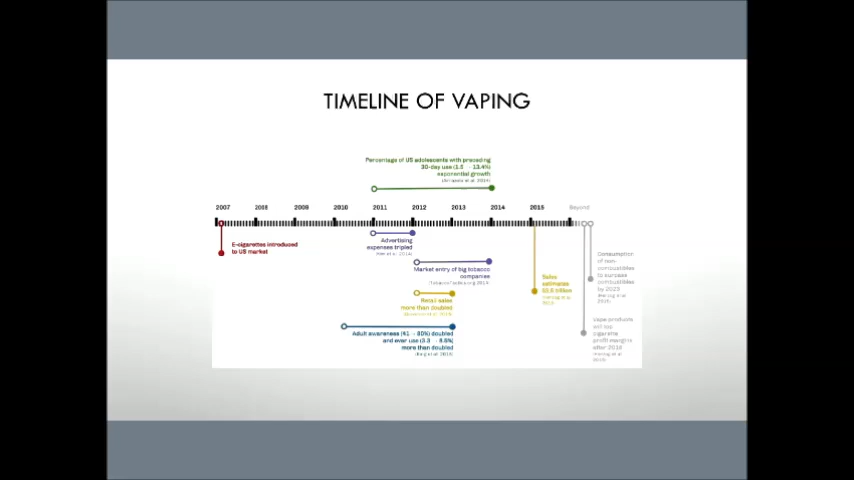 TIMELINE OF VAPING
Percentage of US adolescents with preceding
30-day use (1.5 - 13.4%)
exponential growth
2007 2008 2009 2010 2011 2012 2013 2014 2015 Beyond
E-cigarettes introduced
to US market
Advertising
expenses tripled
Market entry of big tobacco
companies
Retail sales
more than doubled
Adult awareness (41 - 80%) doubled
and ever use (3.3 - 8.5%)
more than doubled
Sales
estimates
Consumption
of non-
combustibles
to surpass
combustibles
by 2023
Vape products
will top
cigarette
profit margins
after 2018